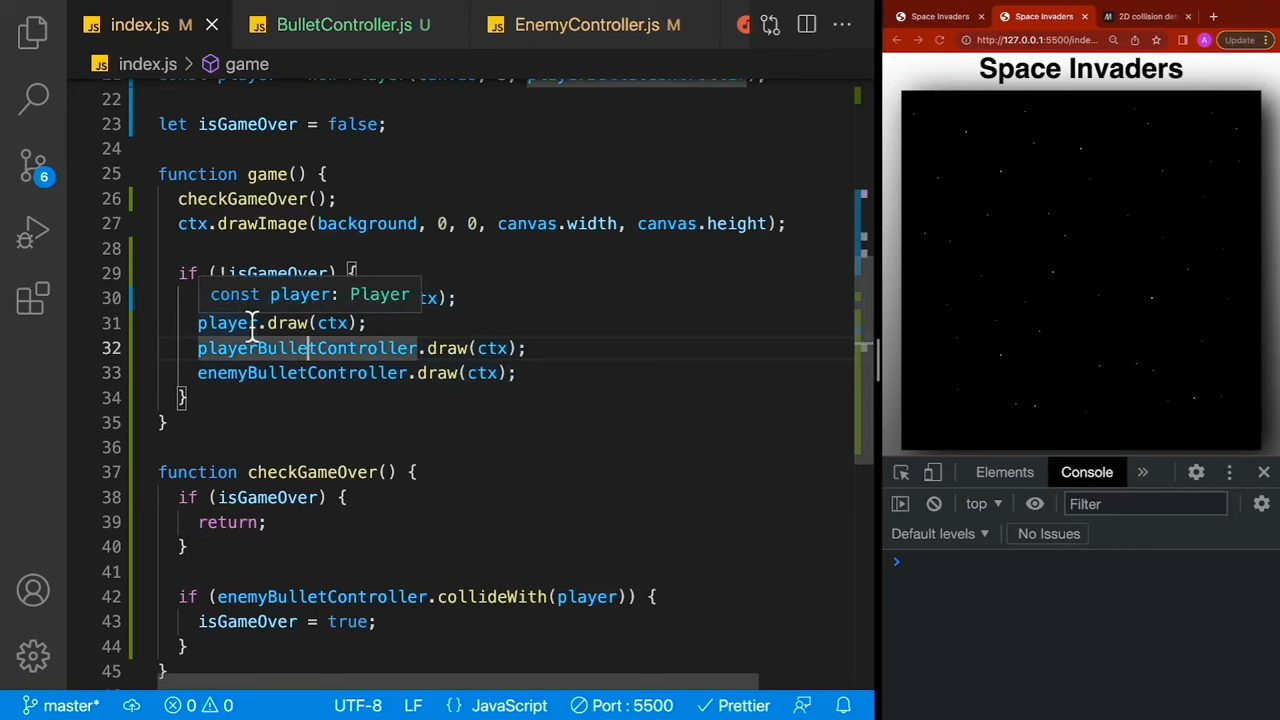 index.js M
BulletController.js U
EnemyController.js M
index.js > game
22
23 let isGameOver = false;
24
25 function game() {
26 checkGameOver();
27 ctx.drawImage(background, 0, 0, canvas.width, canvas.height);
28
29 if (!isGameOver) {
const player: Player
30 tx);
31 player.draw(ctx);
32 playerBulletController.draw(ctx);
33 enemyBulletController.draw(ctx);
34 }
35 }
36
37 function checkGameOver() {
38 if (isGameOver) {
39 return;
40 }
41
42 if (enemyBulletController.collideWith(player)) {
43 isGameOver = true;
44 }
45 }
6
master* 0 0 UTF-8 LF { } JavaScript Port : 5500 Prettier
Space Invaders Space Invaders 2D collision det
http://127.0.0.1:5500/inde... A Update
Space Invaders
Elements Console
top Filter
Default levels No Issues